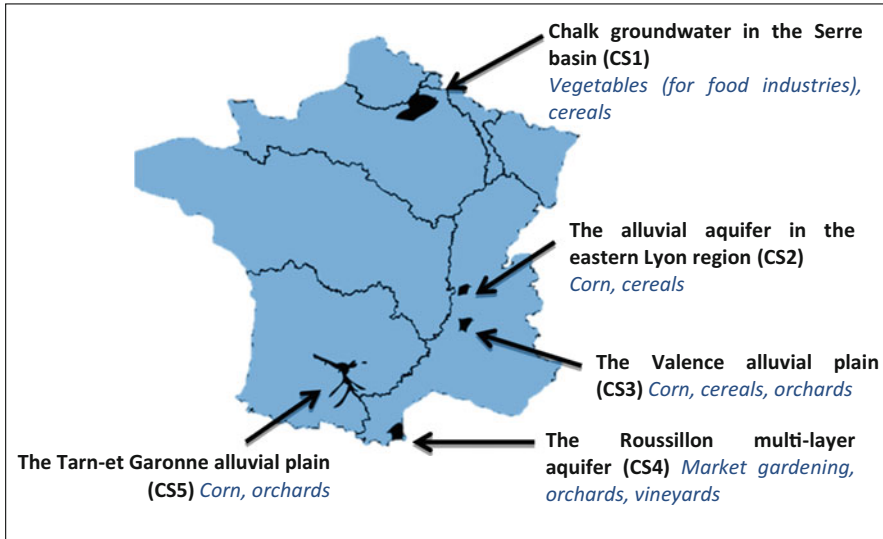 Chalk groundwater in the Serre
basin (CS1)
Vegetables (for food industries),
cereals
The alluvial aquifer in the
eastern Lyon region (CS2)
Corn, cereals
The Valence alluvial plain
(CS3) Corn, cereals, orchards
The Roussillon multi-layer
aquifer (CS4) Market gardening,
orchards, vineyards
The Tarn-et Garonne alluvial plain
(CS5) Corn, orchards